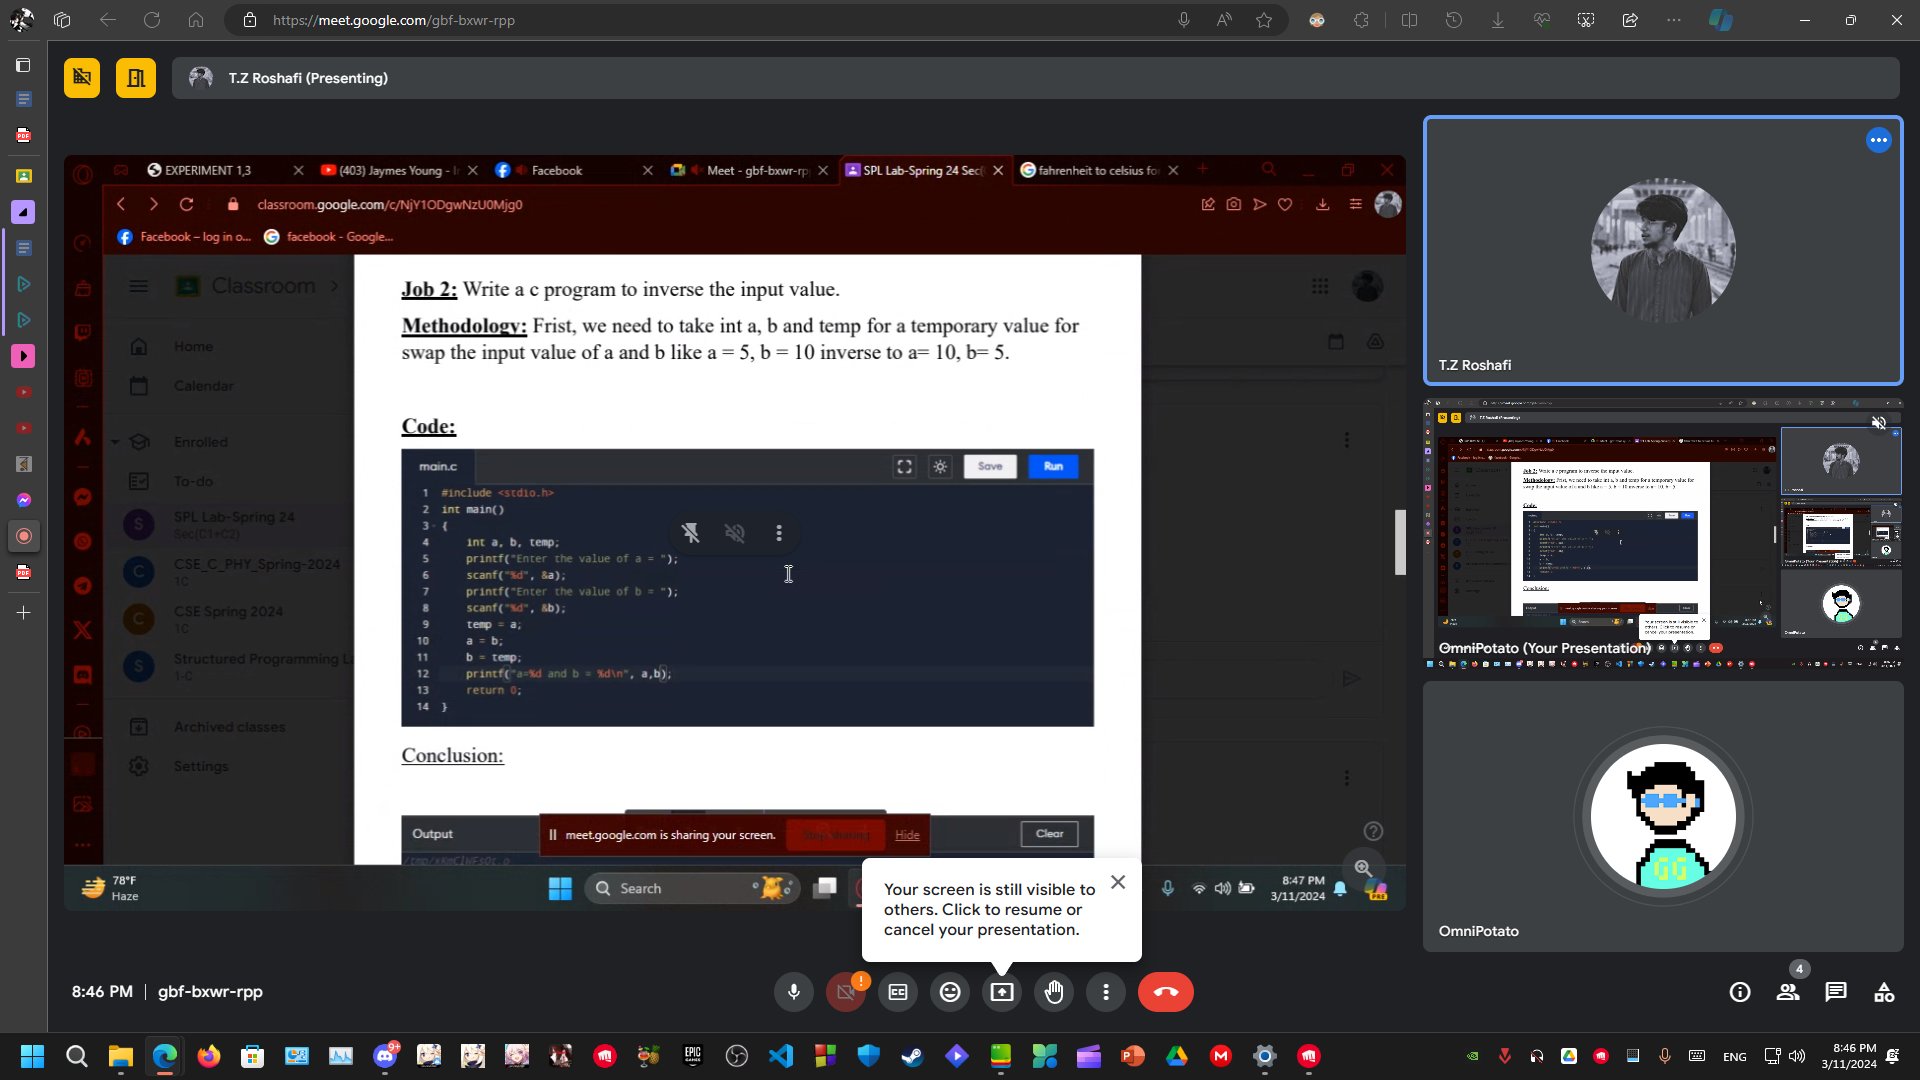 https://meet.google.com/gbf-bxwr-rpp
T.Z Roshafi (Presenting)
EXPERIMENT 1,3
(403) Jaymes Young - I
Facebook
Meet - gbf-bxwr-rp
SPL Lab-Spring 24 Sec
fahrenheit to celsius fo
classroom.google.com/c/NjY1ODgwNzU0Mjg0
Facebook – log in o...
facebook - Google...
Classroom
Home
Calendar
Enrolled
To-do
SPL Lab-Spring 24
Sec(C1+C2)
C
CSE_C_PHY_Spring-2024
1C
C
CSE Spring 2024
1C
S
Structured Programming L
1-C
Archived classes
Settings
Job 2: Write a c program to inverse the input value.
Methodology: Frist, we need to take int a, b and temp for a temporary value for
swap the input value of a and b like a = 5, b = 10 inverse to a= 10, b= 5.
Code:
main.c
Save
Run
1 #include <stdio.h>
2 int main()
3 {
4 int a, b, temp;
5 printf("Enter the value of a = ");
6 scanf("%d", &a);
7 printf("Enter the value of b = ");
8 scanf("%d", &b);
9 temp = a;
10 a = b;
11 b = temp;
12 printf("a=%d and b = %d\n", a,b);
13 return 0;
14 }
Conclusion:
Output
Clear
meet.google.com is sharing your screen.
Stop sharing
Hide
78°F
Haze
Search
8:47 PM
3/11/2024
PRE
Your screen is still visible to
others. Click to resume or
cancel your presentation.
T.Z Roshafi
OmniPotato (Your Presentation)
OmniPotato
8:46 PM | gbf-bxwr-rpp
4
9+
EPIC
GAMES
ENG
8:46 PM
3/11/2024